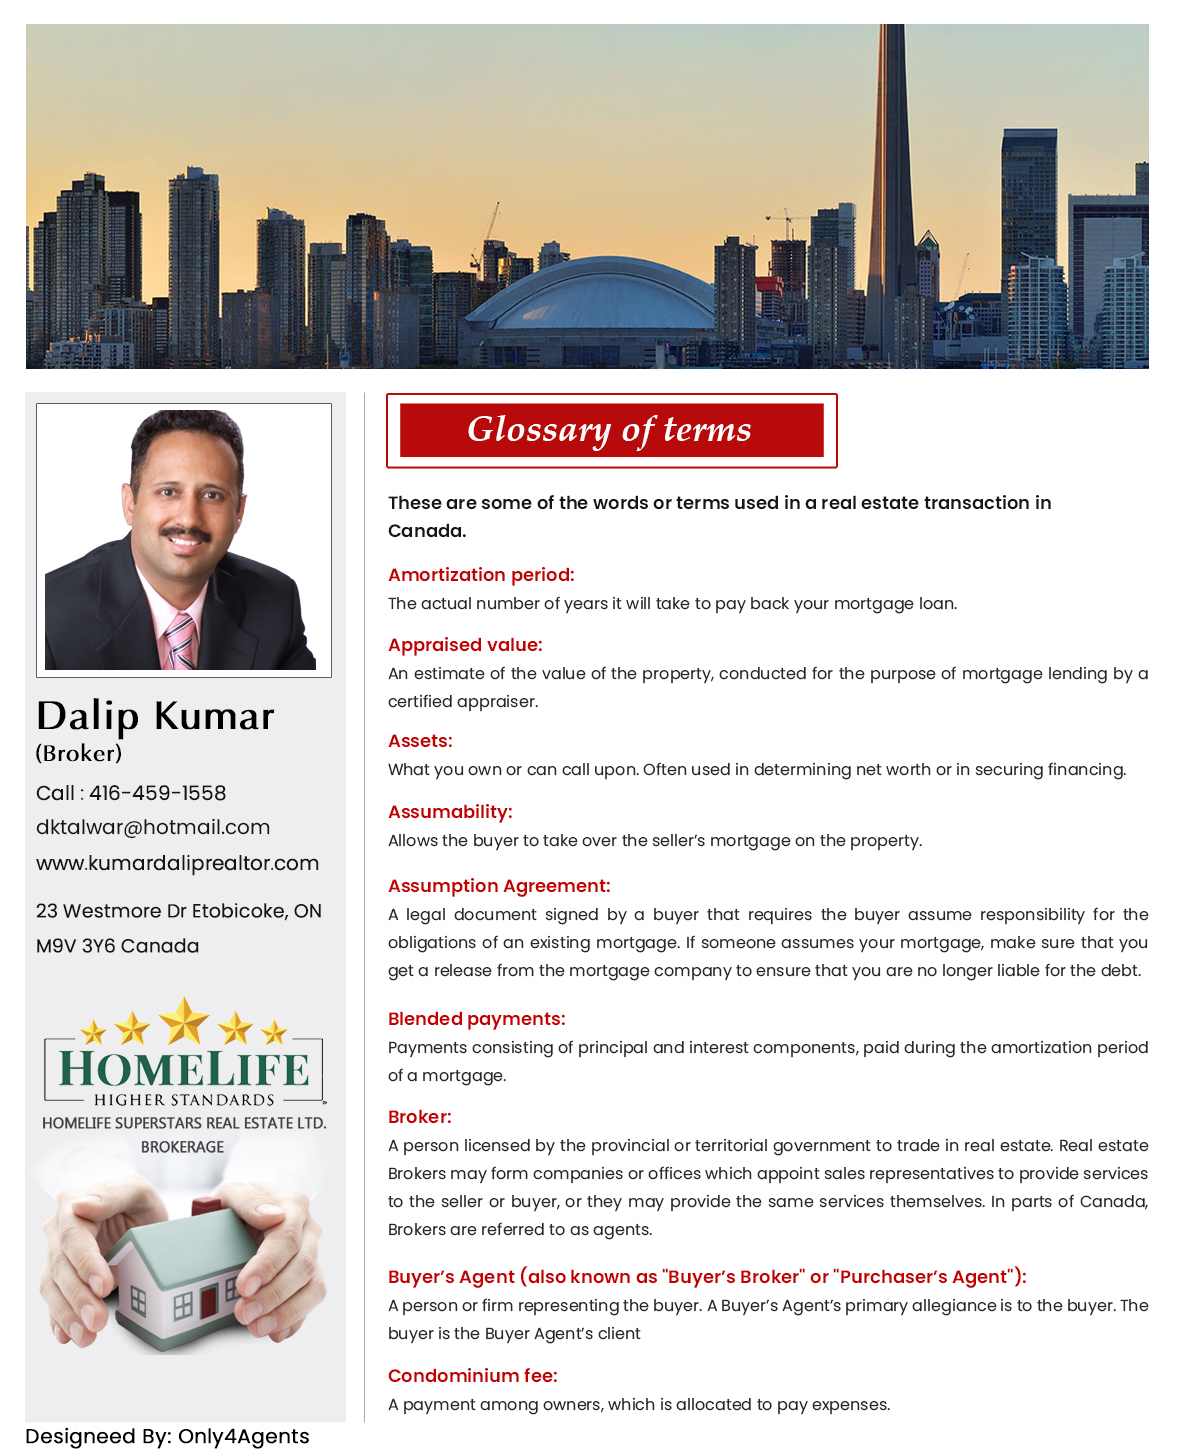 Dalip Kumar
(Broker)
Call : 416-459-1558
dktalwar@hotmail.com
www.kumardaliprealtor.com
23 Westmore Dr Etobicoke, ON
M9V 3Y6 Canada
HOMELIFE
HIGHER STANDARDS
HOMELIFE SUPERSTARS REAL ESTATE LTD.
BROKERAGE
Glossary of terms
These are some of the words or terms used in a real estate transaction in
Canada.
Amortization period:
The actual number of years it will take to pay back your mortgage loan.
Appraised value:
An estimate of the value of the property, conducted for the purpose of mortgage lending by a
certified appraiser.
Assets:
What you own or can call upon. Often used in determining net worth or in securing financing.
Assumability:
Allows the buyer to take over the seller’s mortgage on the property.
Assumption Agreement:
A legal document signed by a buyer that requires the buyer assume responsibility for the
obligations of an existing mortgage. If someone assumes your mortgage, make sure that you
get a release from the mortgage company to ensure that you are no longer liable for the debt.
Blended payments:
Payments consisting of principal and interest components, paid during the amortization period
of a mortgage.
Broker:
A person licensed by the provincial or territorial government to trade in real estate. Real estate
Brokers may form companies or offices which appoint sales representatives to provide services
to the seller or buyer, or they may provide the same services themselves. In parts of Canada,
Brokers are referred to as agents.
Buyer’s Agent (also known as "Buyer’s Broker" or "Purchaser’s Agent"):
A person or firm representing the buyer. A Buyer’s Agent’s primary allegiance is to the buyer. The
buyer is the Buyer Agent’s client
Condominium fee:
A payment among owners, which is allocated to pay expenses.
Designeed By: Only4Agents